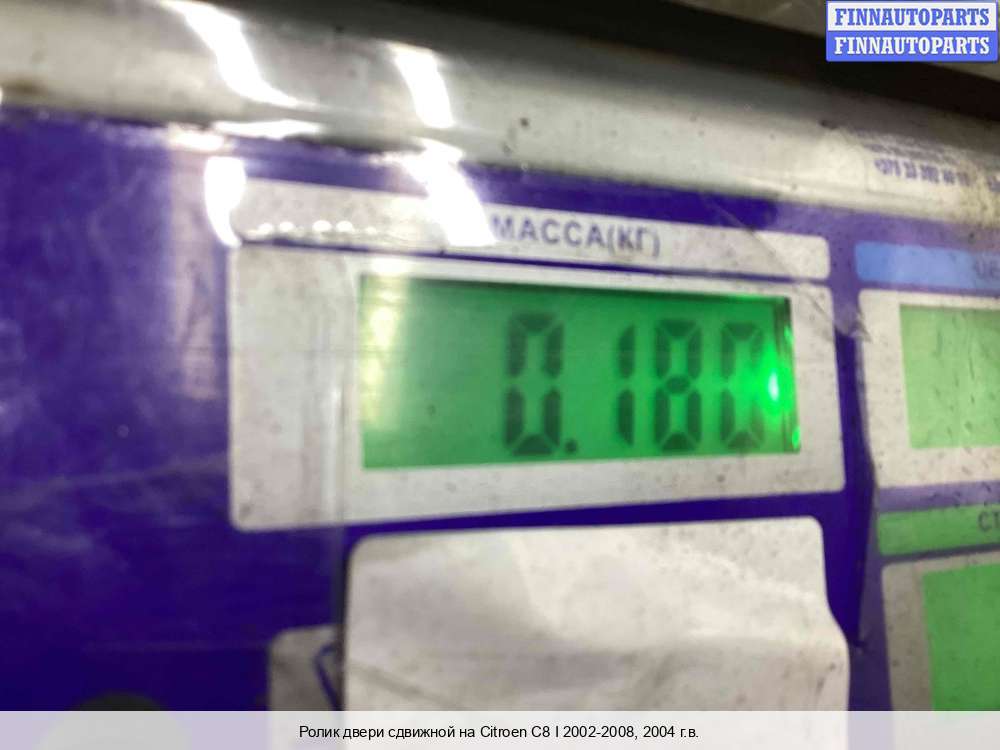 FINNAUTOPARTS
FINNAUTOPARTS
МАССА(КГ)
0.180
Ролик двери сдвижной на Citroen C8 I 2002-2008, 2004 г.в.